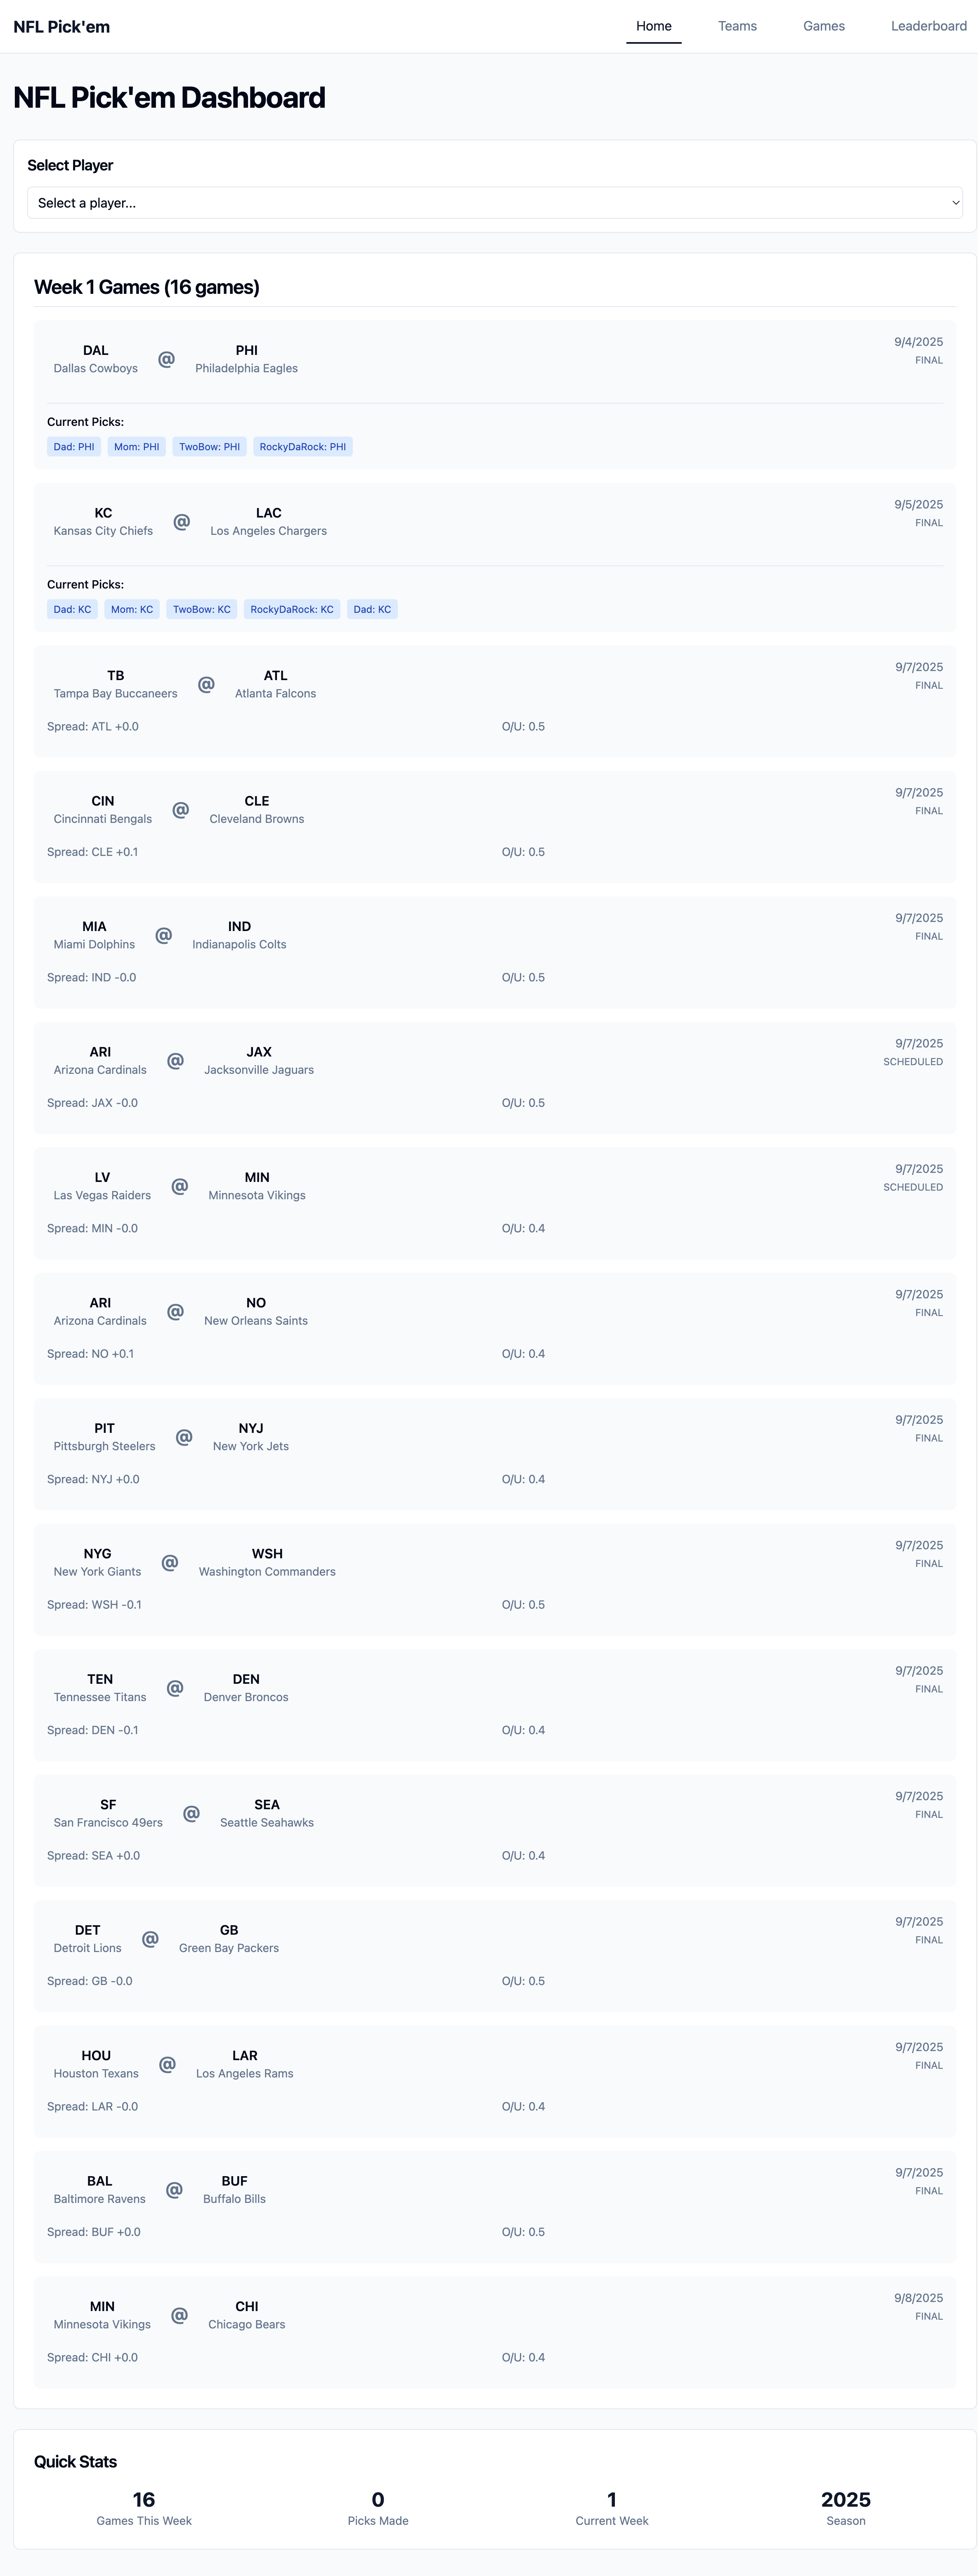 NFL Pick'em
Home Teams Games Leaderboard
NFL Pick'em Dashboard
Select Player
Select a player...
Week 1 Games (16 games)
DAL @ PHI 9/4/2025
Dallas Cowboys Philadelphia Eagles FINAL
Current Picks:
Dad: PHI Mom: PHI TwoBow: PHI RockyDaRock: PHI
KC @ LAC 9/5/2025
Kansas City Chiefs Los Angeles Chargers FINAL
Current Picks:
Dad: KC Mom: KC TwoBow: KC RockyDaRock: KC Dad: KC
TB @ ATL 9/7/2025
Tampa Bay Buccaneers Atlanta Falcons FINAL
Spread: ATL +0.0 O/U: 0.5
CIN @ CLE 9/7/2025
Cincinnati Bengals Cleveland Browns FINAL
Spread: CLE +0.1 O/U: 0.5
MIA @ IND 9/7/2025
Miami Dolphins Indianapolis Colts FINAL
Spread: IND -0.0 O/U: 0.5
ARI @ JAX 9/7/2025
Arizona Cardinals Jacksonville Jaguars SCHEDULED
Spread: JAX -0.0 O/U: 0.5
LV @ MIN 9/7/2025
Las Vegas Raiders Minnesota Vikings SCHEDULED
Spread: MIN -0.0 O/U: 0.4
ARI @ NO 9/7/2025
Arizona Cardinals New Orleans Saints FINAL
Spread: NO +0.1 O/U: 0.4
PIT @ NYJ 9/7/2025
Pittsburgh Steelers New York Jets FINAL
Spread: NYJ +0.0 O/U: 0.4
NYG @ WSH 9/7/2025
New York Giants Washington Commanders FINAL
Spread: WSH -0.1 O/U: 0.5
TEN @ DEN 9/7/2025
Tennessee Titans Denver Broncos FINAL
Spread: DEN -0.1 O/U: 0.4
SF @ SEA 9/7/2025
San Francisco 49ers Seattle Seahawks FINAL
Spread: SEA +0.0 O/U: 0.4
DET @ GB 9/7/2025
Detroit Lions Green Bay Packers FINAL
Spread: GB -0.0 O/U: 0.5
HOU @ LAR 9/7/2025
Houston Texans Los Angeles Rams FINAL
Spread: LAR -0.0 O/U: 0.4
BAL @ BUF 9/7/2025
Baltimore Ravens Buffalo Bills FINAL
Spread: BUF +0.0 O/U: 0.5
MIN @ CHI 9/8/2025
Minnesota Vikings Chicago Bears FINAL
Spread: CHI +0.0 O/U: 0.4
Quick Stats
16 0 1 2025
Games This Week Picks Made Current Week Season